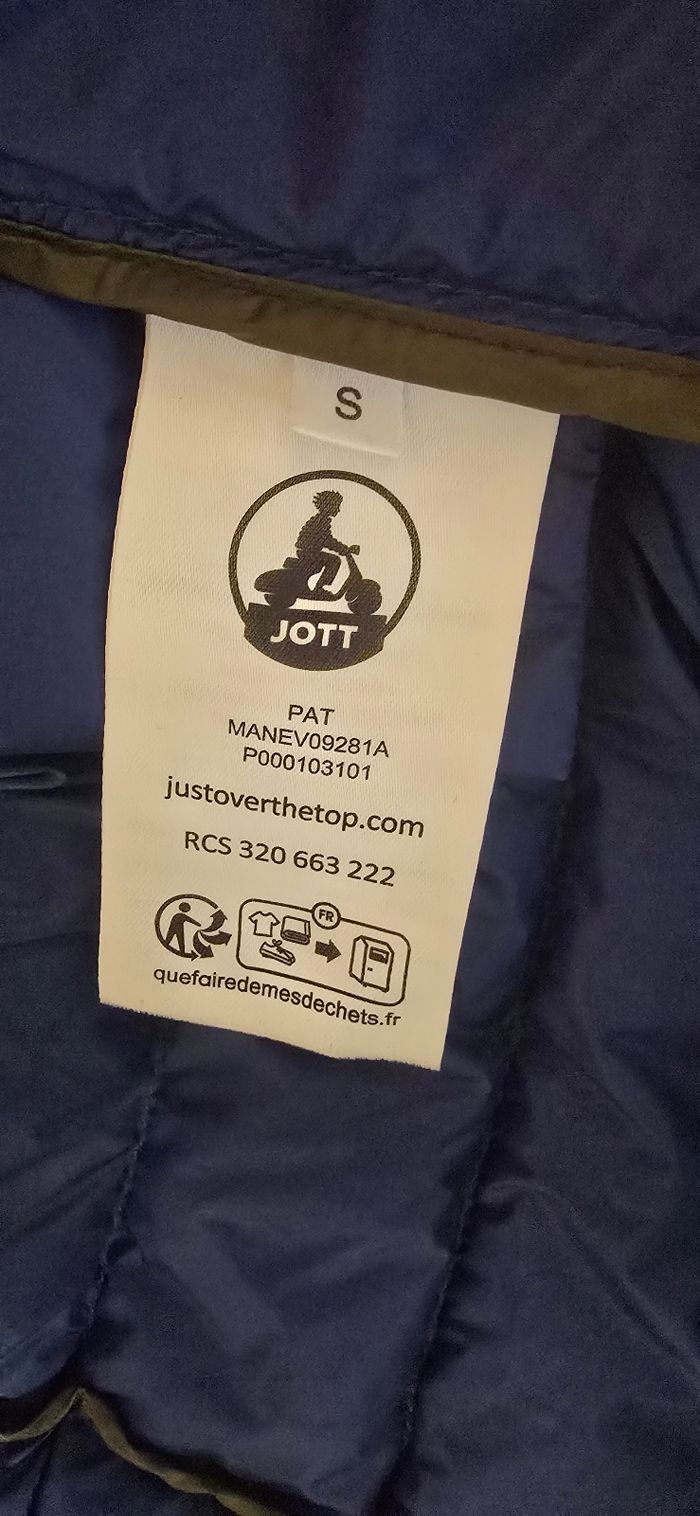 S
JOTT
PAT
MANEV09281A
P000103101
justoverthetop.com
RCS 320 663 222
FR
quefairedemesdechets.fr